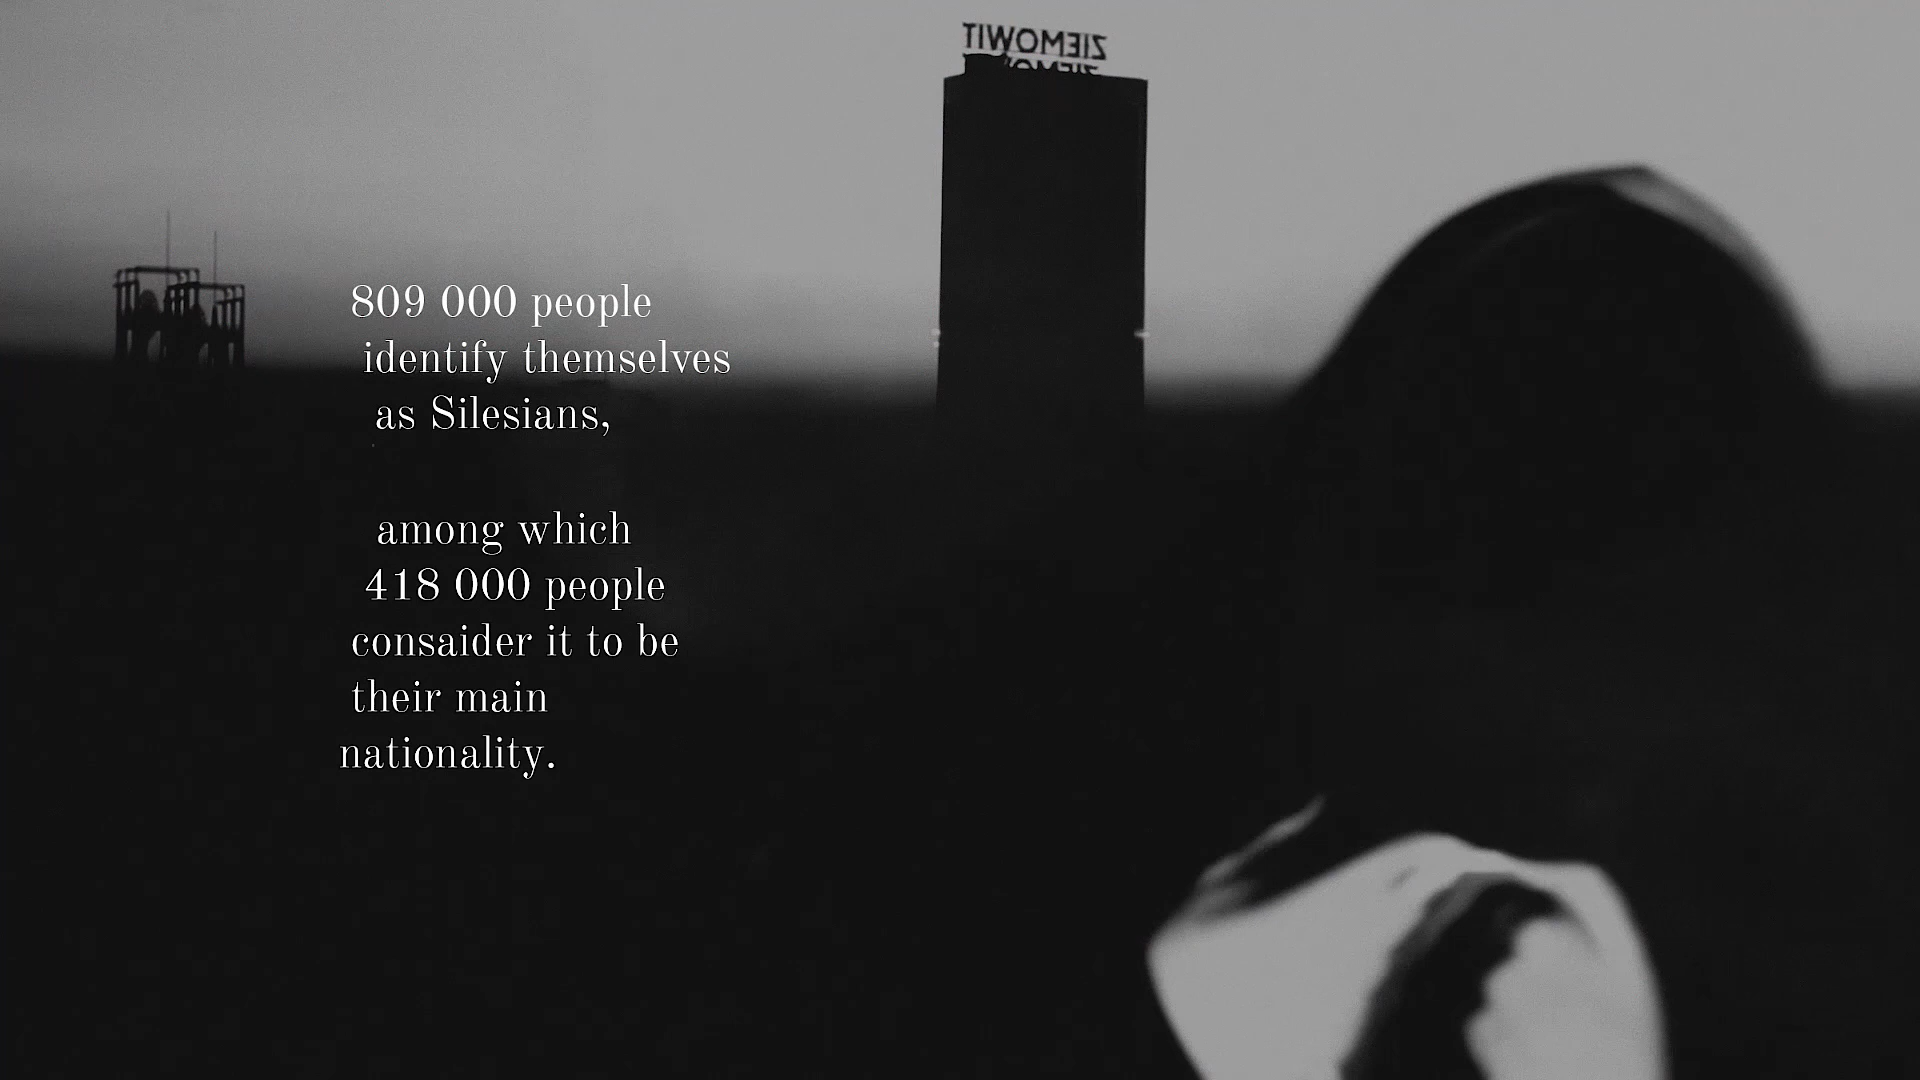 ZIEMOWIT
809 000 people
identify themselves
as Silesians,
among which
418 000 people
consaider it to be
their main
nationality.